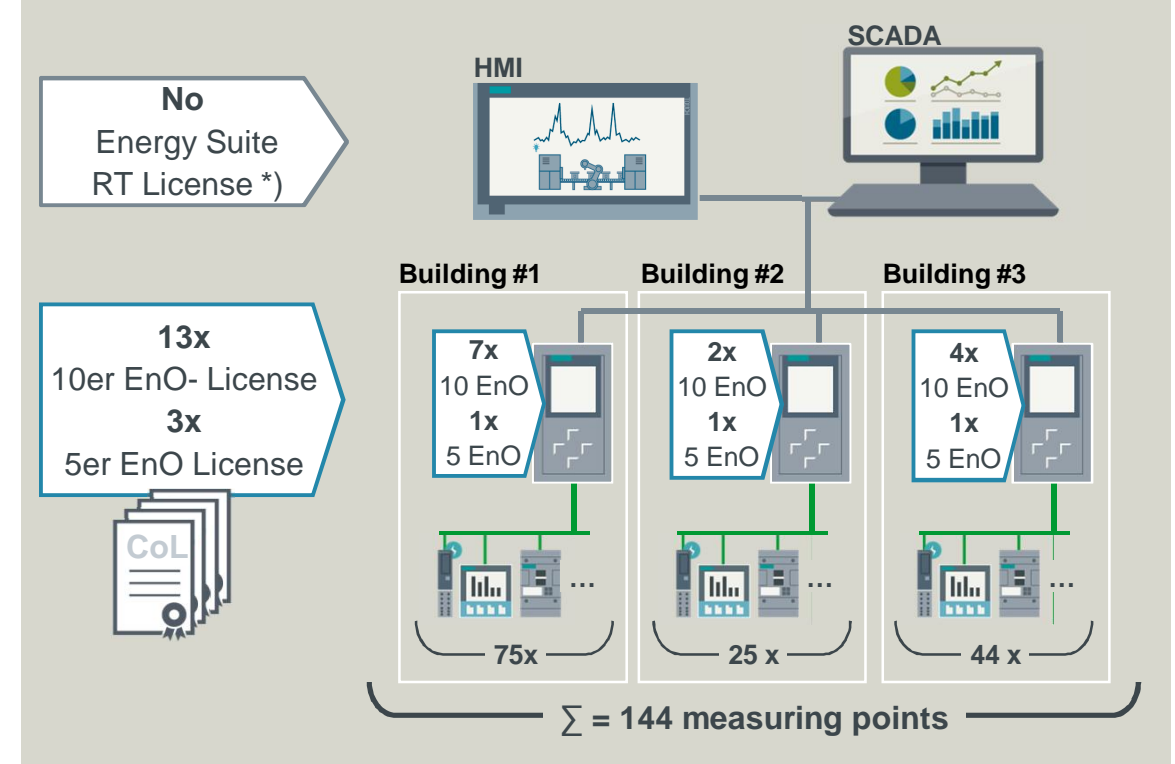 SCADA
HMI
No
Energy Suite
RT License *)
Building #1
Building #2
Building #3
13x
10er EnO- License
3x
5er EnO License
7x
10 EnO
1x
5 EnO
2x
10 EnO
1x
5 EnO
4x
10 EnO
1x
5 EnO
CoL
...
...
...
75x
25 x
44 x
∑ = 144 measuring points